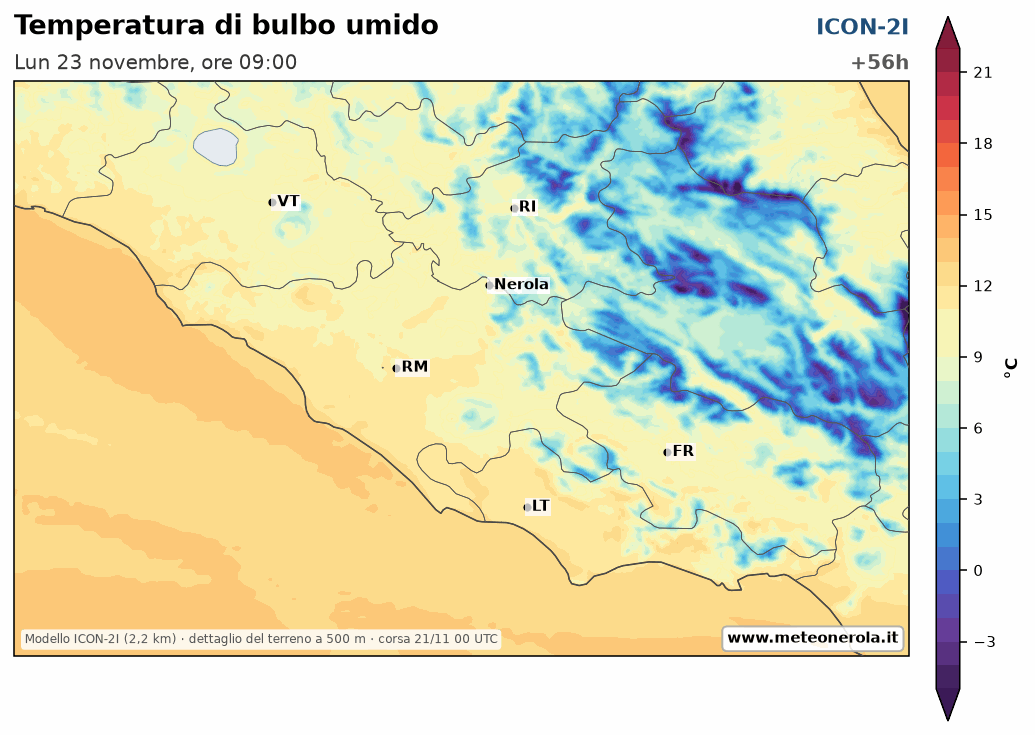 Temperatura di bulbo umido
ICON-2I
Lun 23 novembre, ore 09:00
+56h
VT
RI
Nerola
RM
FR
LT
Modello ICON-2I (2,2 km) · dettaglio del terreno a 500 m · corsa 21/11 00 UTC
www.meteonerola.it
21
18
15
12
9
6
3
0
−3
°C